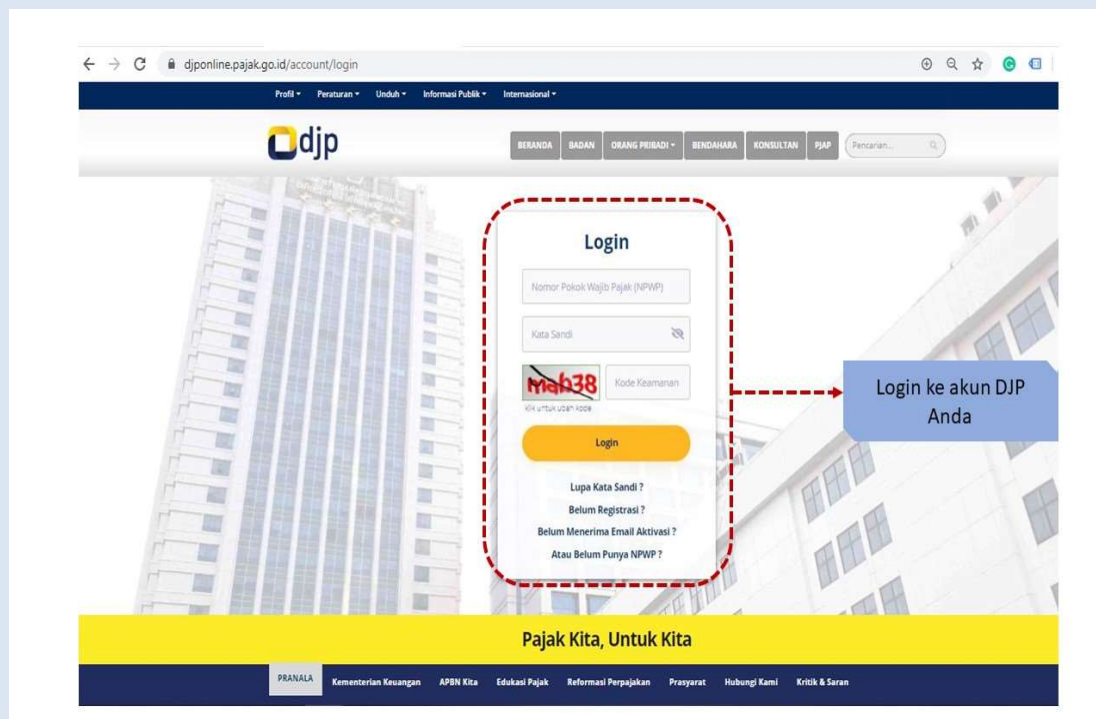 djponline.pajak.go.id/account/login
Profil Peraturan Unduh Informasi Publik Internasional
djp
BERANDA BADAN ORANG PRIBADI BENDAHARA KONSULTAN PJAP Pencarian...
Login
Nomor Pokok Wajib Pajak (NPWP)
Kata Sandi
mab38 Kode Keamanan
klik untuk ubah kode
Login
Lupa Kata Sandi ?
Belum Registrasi ?
Belum Menerima Email Aktivasi ?
Atau Belum Punya NPWP ?
Login ke akun DJP
Anda
Pajak Kita, Untuk Kita
PRANALA Kementerian Keuangan APBN Kita Edukasi Pajak Reformasi Perpajakan Prasyarat Hubungi Kami Kritik & Saran